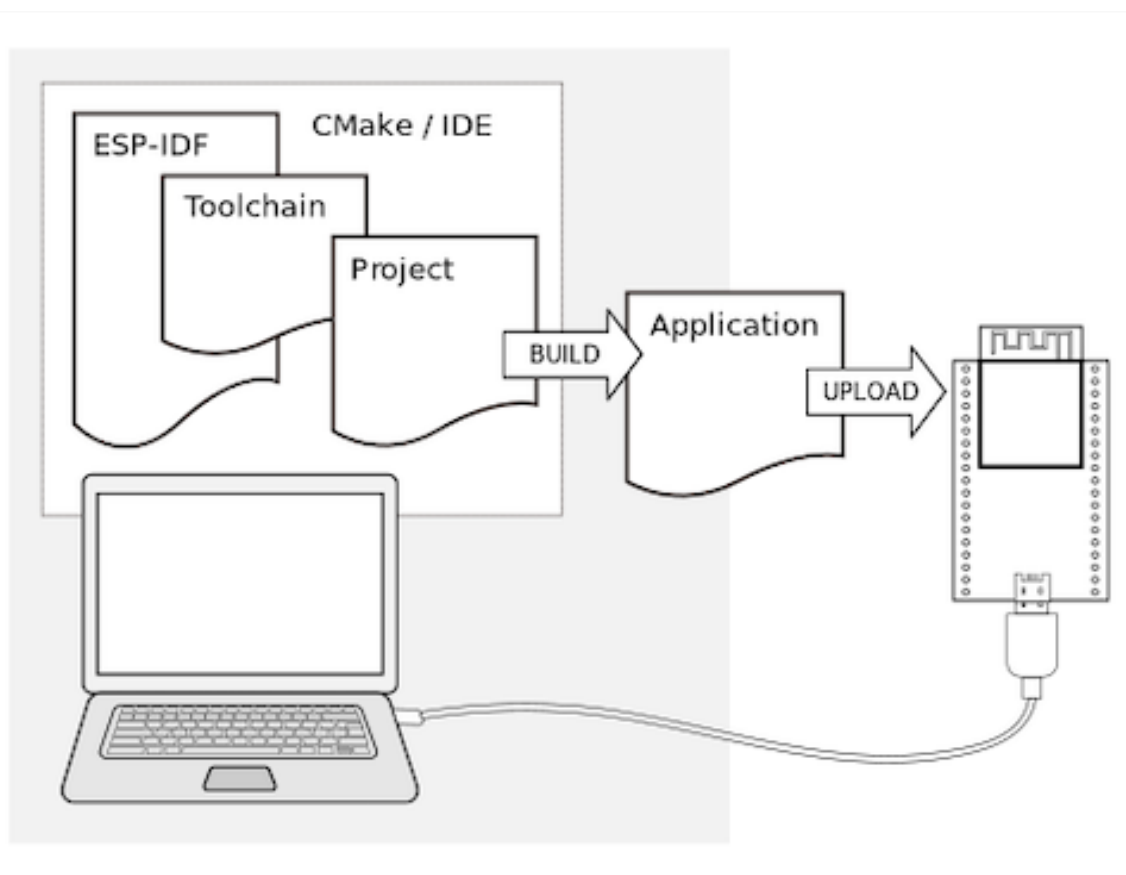 ESP-IDF
CMake / IDE
Toolchain
Project
BUILD
Application
UPLOAD